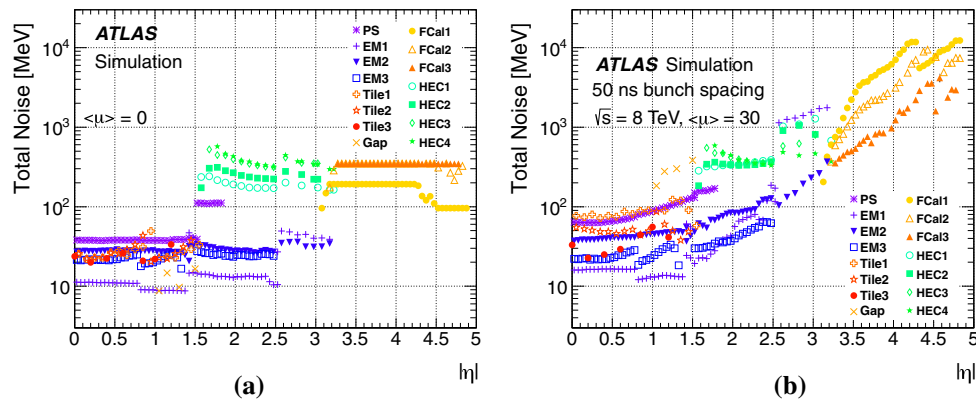 Total Noise [MeV]
10⁴
10³
10²
10
ATLAS
Simulation
<μ> = 0
PS
EM1
EM2
EM3
Tile1
Tile2
Tile3
Gap
FCal1
FCal2
FCal3
HEC1
HEC2
HEC3
HEC4
0 0.5 1 1.5 2 2.5 3 3.5 4 4.5 5
|η|
(a)
Total Noise [MeV]
10⁴
10³
10²
10
ATLAS Simulation
50 ns bunch spacing
√s = 8 TeV, <μ> = 30
PS
EM1
EM2
EM3
Tile1
Tile2
Tile3
Gap
FCal1
FCal2
FCal3
HEC1
HEC2
HEC3
HEC4
0 0.5 1 1.5 2 2.5 3 3.5 4 4.5 5
|η|
(b)